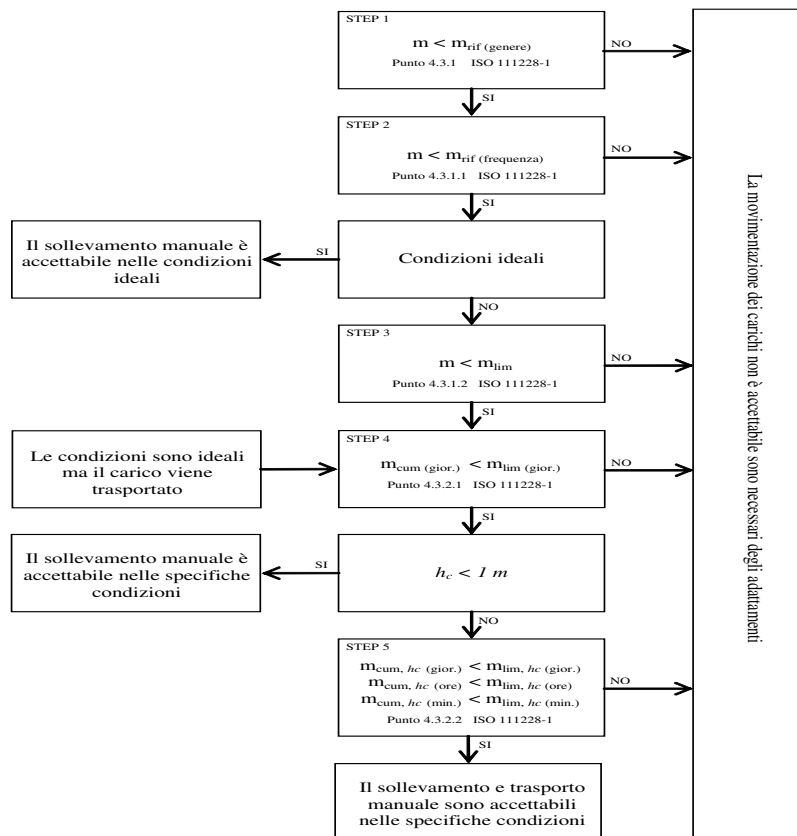 STEP 1
m < mrif (genere)
Punto 4.3.1 ISO 111228-1
NO
SI
STEP 2
m < mrif (frequenza)
Punto 4.3.1.1 ISO 111228-1
NO
SI
Il sollevamento manuale è
accettabile nelle condizioni
ideali
SI
Condizioni ideali
NO
STEP 3
m < mlim
Punto 4.3.1.2 ISO 111228-1
NO
SI
Le condizioni sono ideali
ma il carico viene
trasportato
STEP 4
mcum (gior.) < mlim (gior.)
Punto 4.3.2.1 ISO 111228-1
NO
SI
Il sollevamento manuale è
accettabile nelle specifiche
condizioni
SI
hc < 1 m
NO
STEP 5
mcum, hc (gior.) < mlim, hc (gior.)
mcum, hc (ore) < mlim, hc (ore)
mcum, hc (min.) < mlim, hc (min.)
Punto 4.3.2.2 ISO 111228-1
NO
SI
Il sollevamento e trasporto
manuale sono accettabili
nelle specifiche condizioni
La movimentazione dei carichi non è accettabile sono necessari degli adattamenti